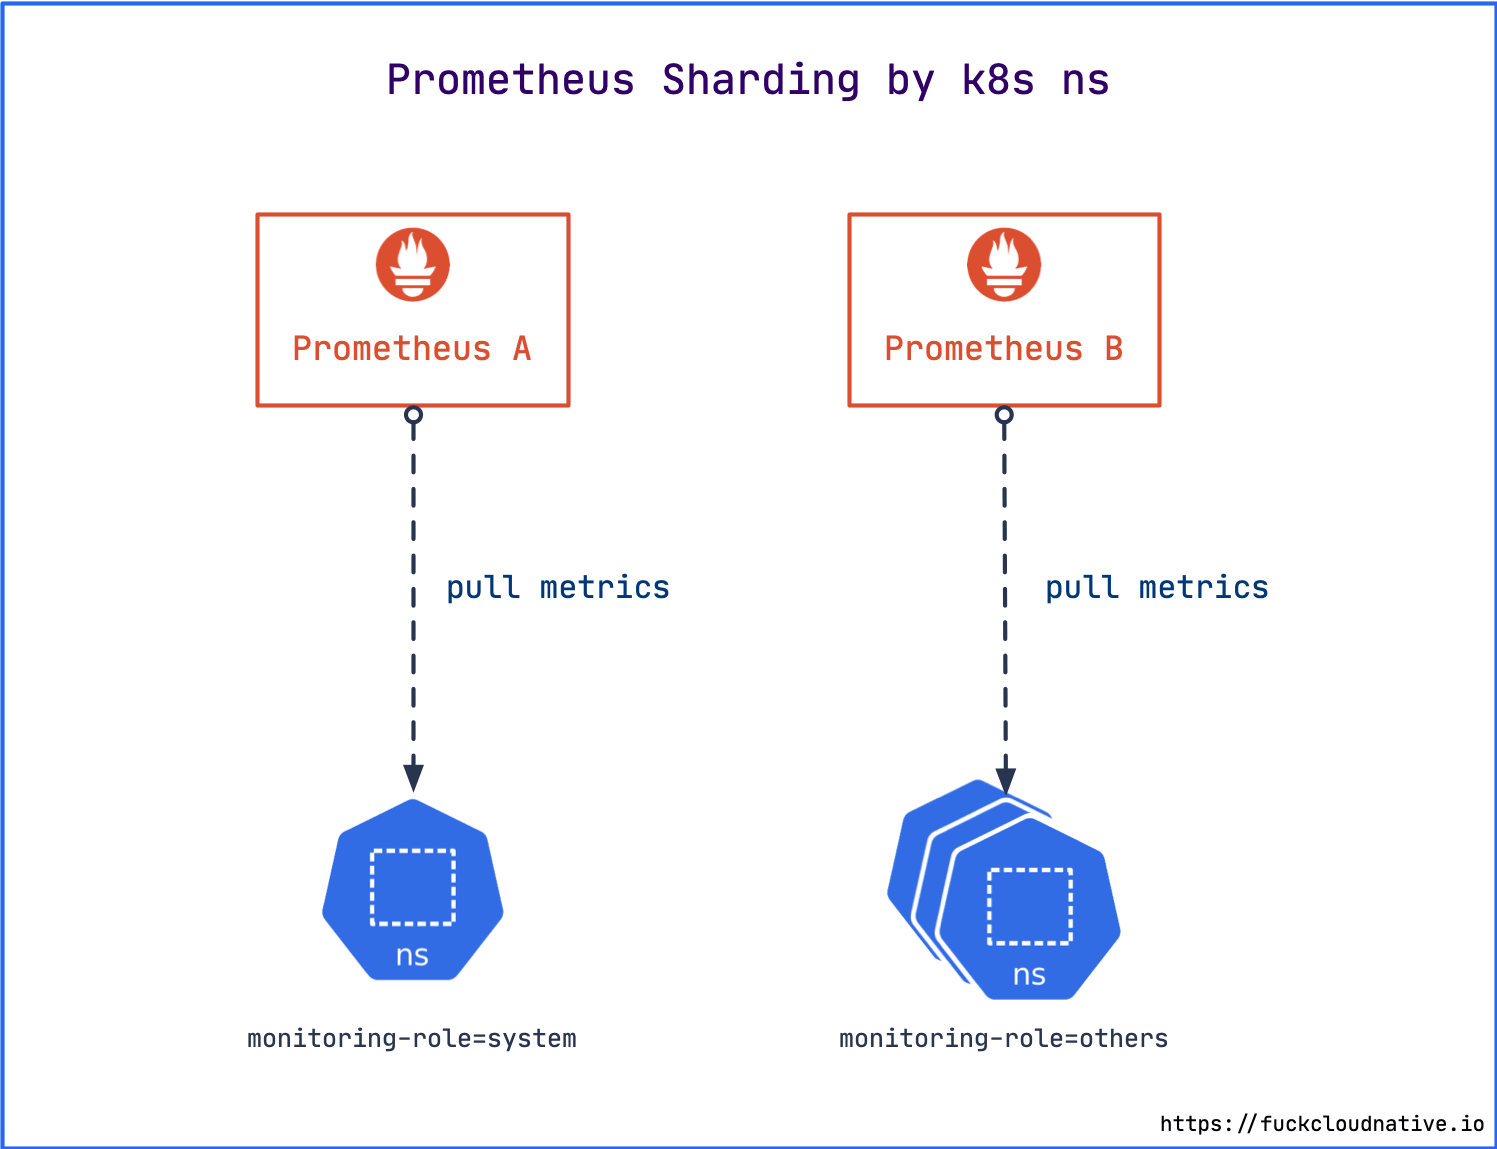 Prometheus Sharding by k8s ns
Prometheus A
Prometheus B
pull metrics
pull metrics
ns
ns
monitoring-role=system
monitoring-role=others
https://fuckcloudnative.io